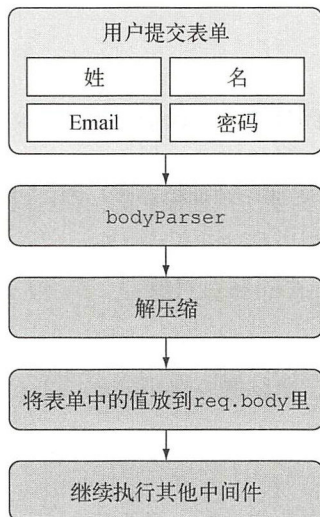 用户提交表单
姓 名
Email 密码
bodyParser
解压缩
将表单中的值放到req.body里
继续执行其他中间件